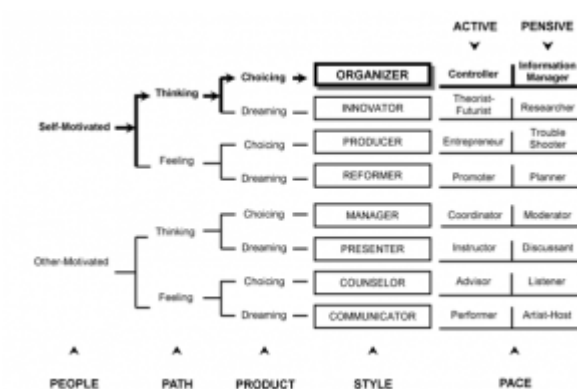 ACTIVE PENSIVE
Choicing ORGANIZER Controller Information Manager
Thinking
Dreaming INNOVATOR Theorist-Futurist Researcher
Self-Motivated
Choicing PRODUCER Entrepreneur Trouble Shooter
Feeling
Dreaming REFORMER Promoter Planner
Choicing MANAGER Coordinator Moderator
Thinking
Dreaming PRESENTER Instructor Discussant
Other-Motivated
Choicing COUNSELOR Advisor Listener
Feeling
Dreaming COMMUNICATOR Performer Artist-Host
PEOPLE PATH PRODUCT STYLE PACE